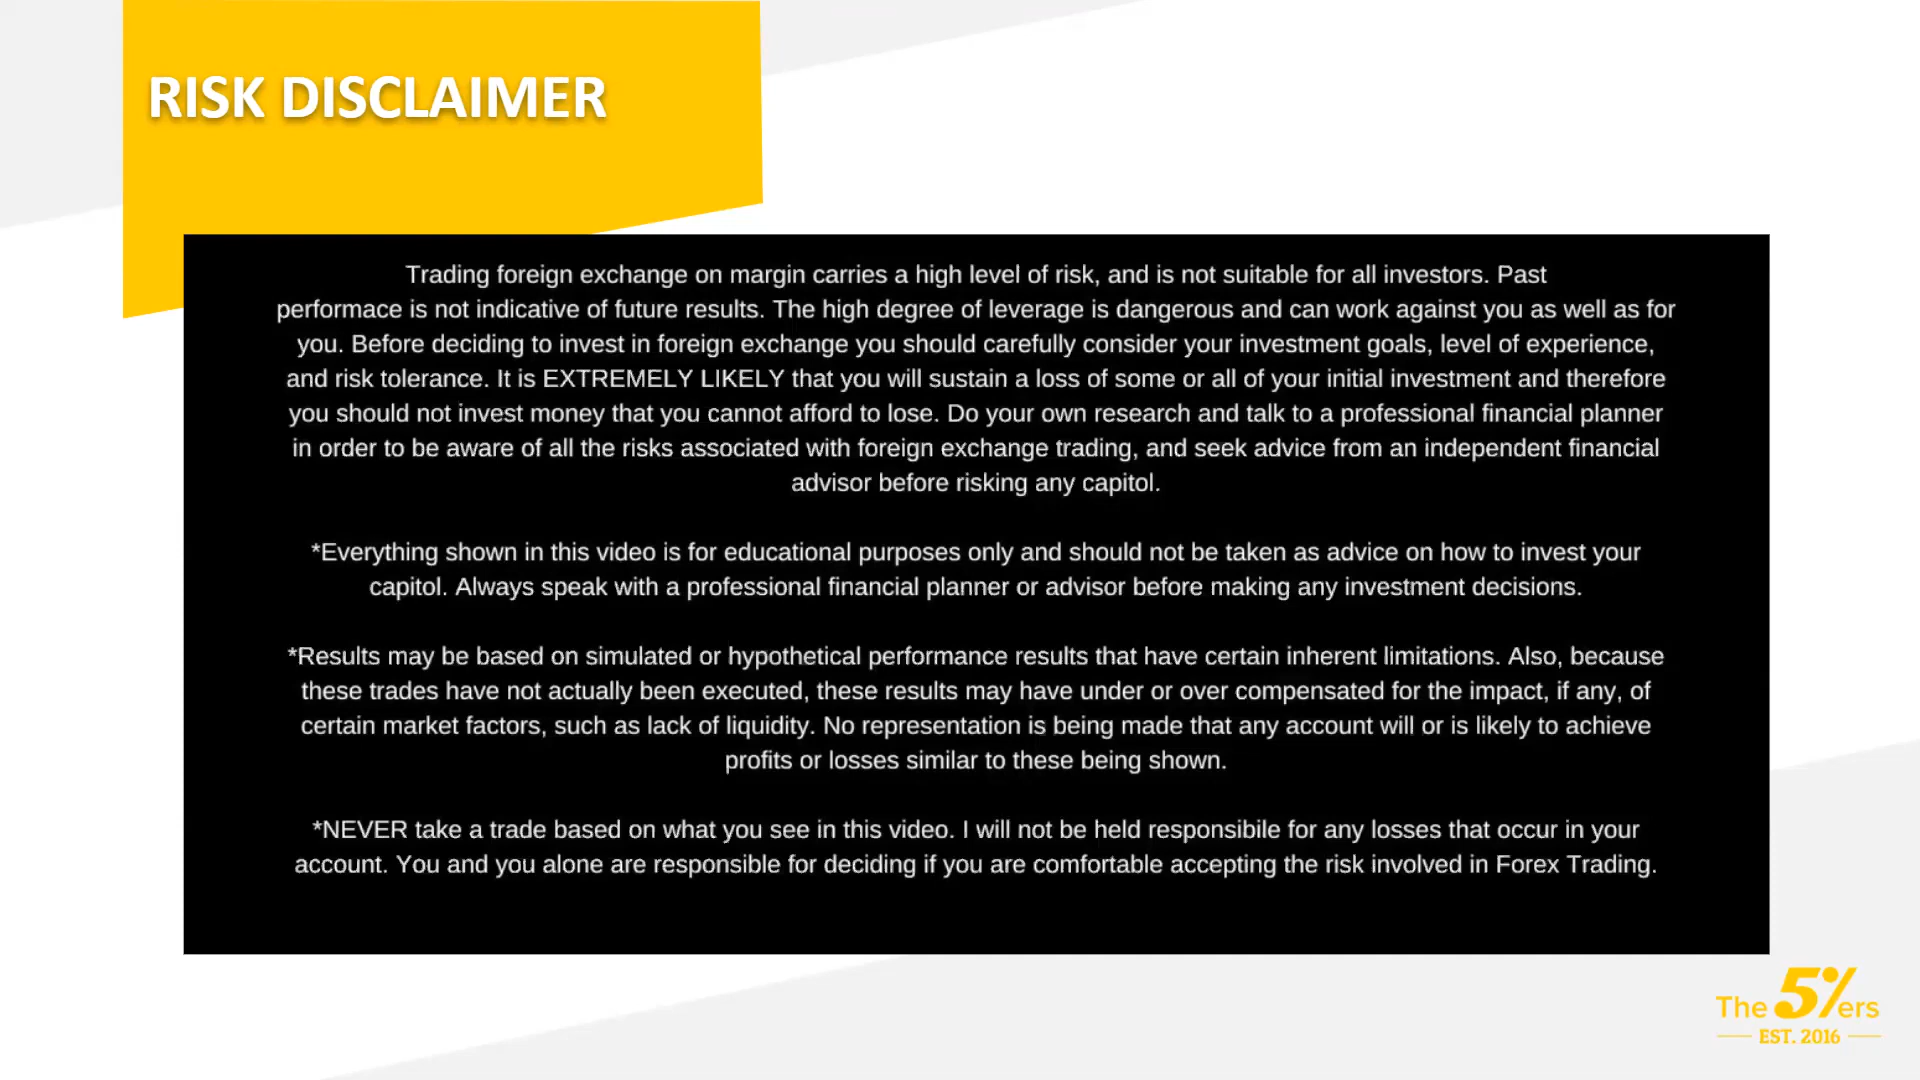 RISK DISCLAIMER
Trading foreign exchange on margin carries a high level of risk, and is not suitable for all investors. Past
performace is not indicative of future results. The high degree of leverage is dangerous and can work against you as well as for
you. Before deciding to invest in foreign exchange you should carefully consider your investment goals, level of experience,
and risk tolerance. It is EXTREMELY LIKELY that you will sustain a loss of some or all of your initial investment and therefore
you should not invest money that you cannot afford to lose. Do your own research and talk to a professional financial planner
in order to be aware of all the risks associated with foreign exchange trading, and seek advice from an independent financial
advisor before risking any capitol.
*Everything shown in this video is for educational purposes only and should not be taken as advice on how to invest your
capitol. Always speak with a professional financial planner or advisor before making any investment decisions.
*Results may be based on simulated or hypothetical performance results that have certain inherent limitations. Also, because
these trades have not actually been executed, these results may have under or over compensated for the impact, if any, of
certain market factors, such as lack of liquidity. No representation is being made that any account will or is likely to achieve
profits or losses similar to these being shown.
*NEVER take a trade based on what you see in this video. I will not be held responsibile for any losses that occur in your
account. You and you alone are responsible for deciding if you are comfortable accepting the risk involved in Forex Trading.
The 5%ers
EST. 2016